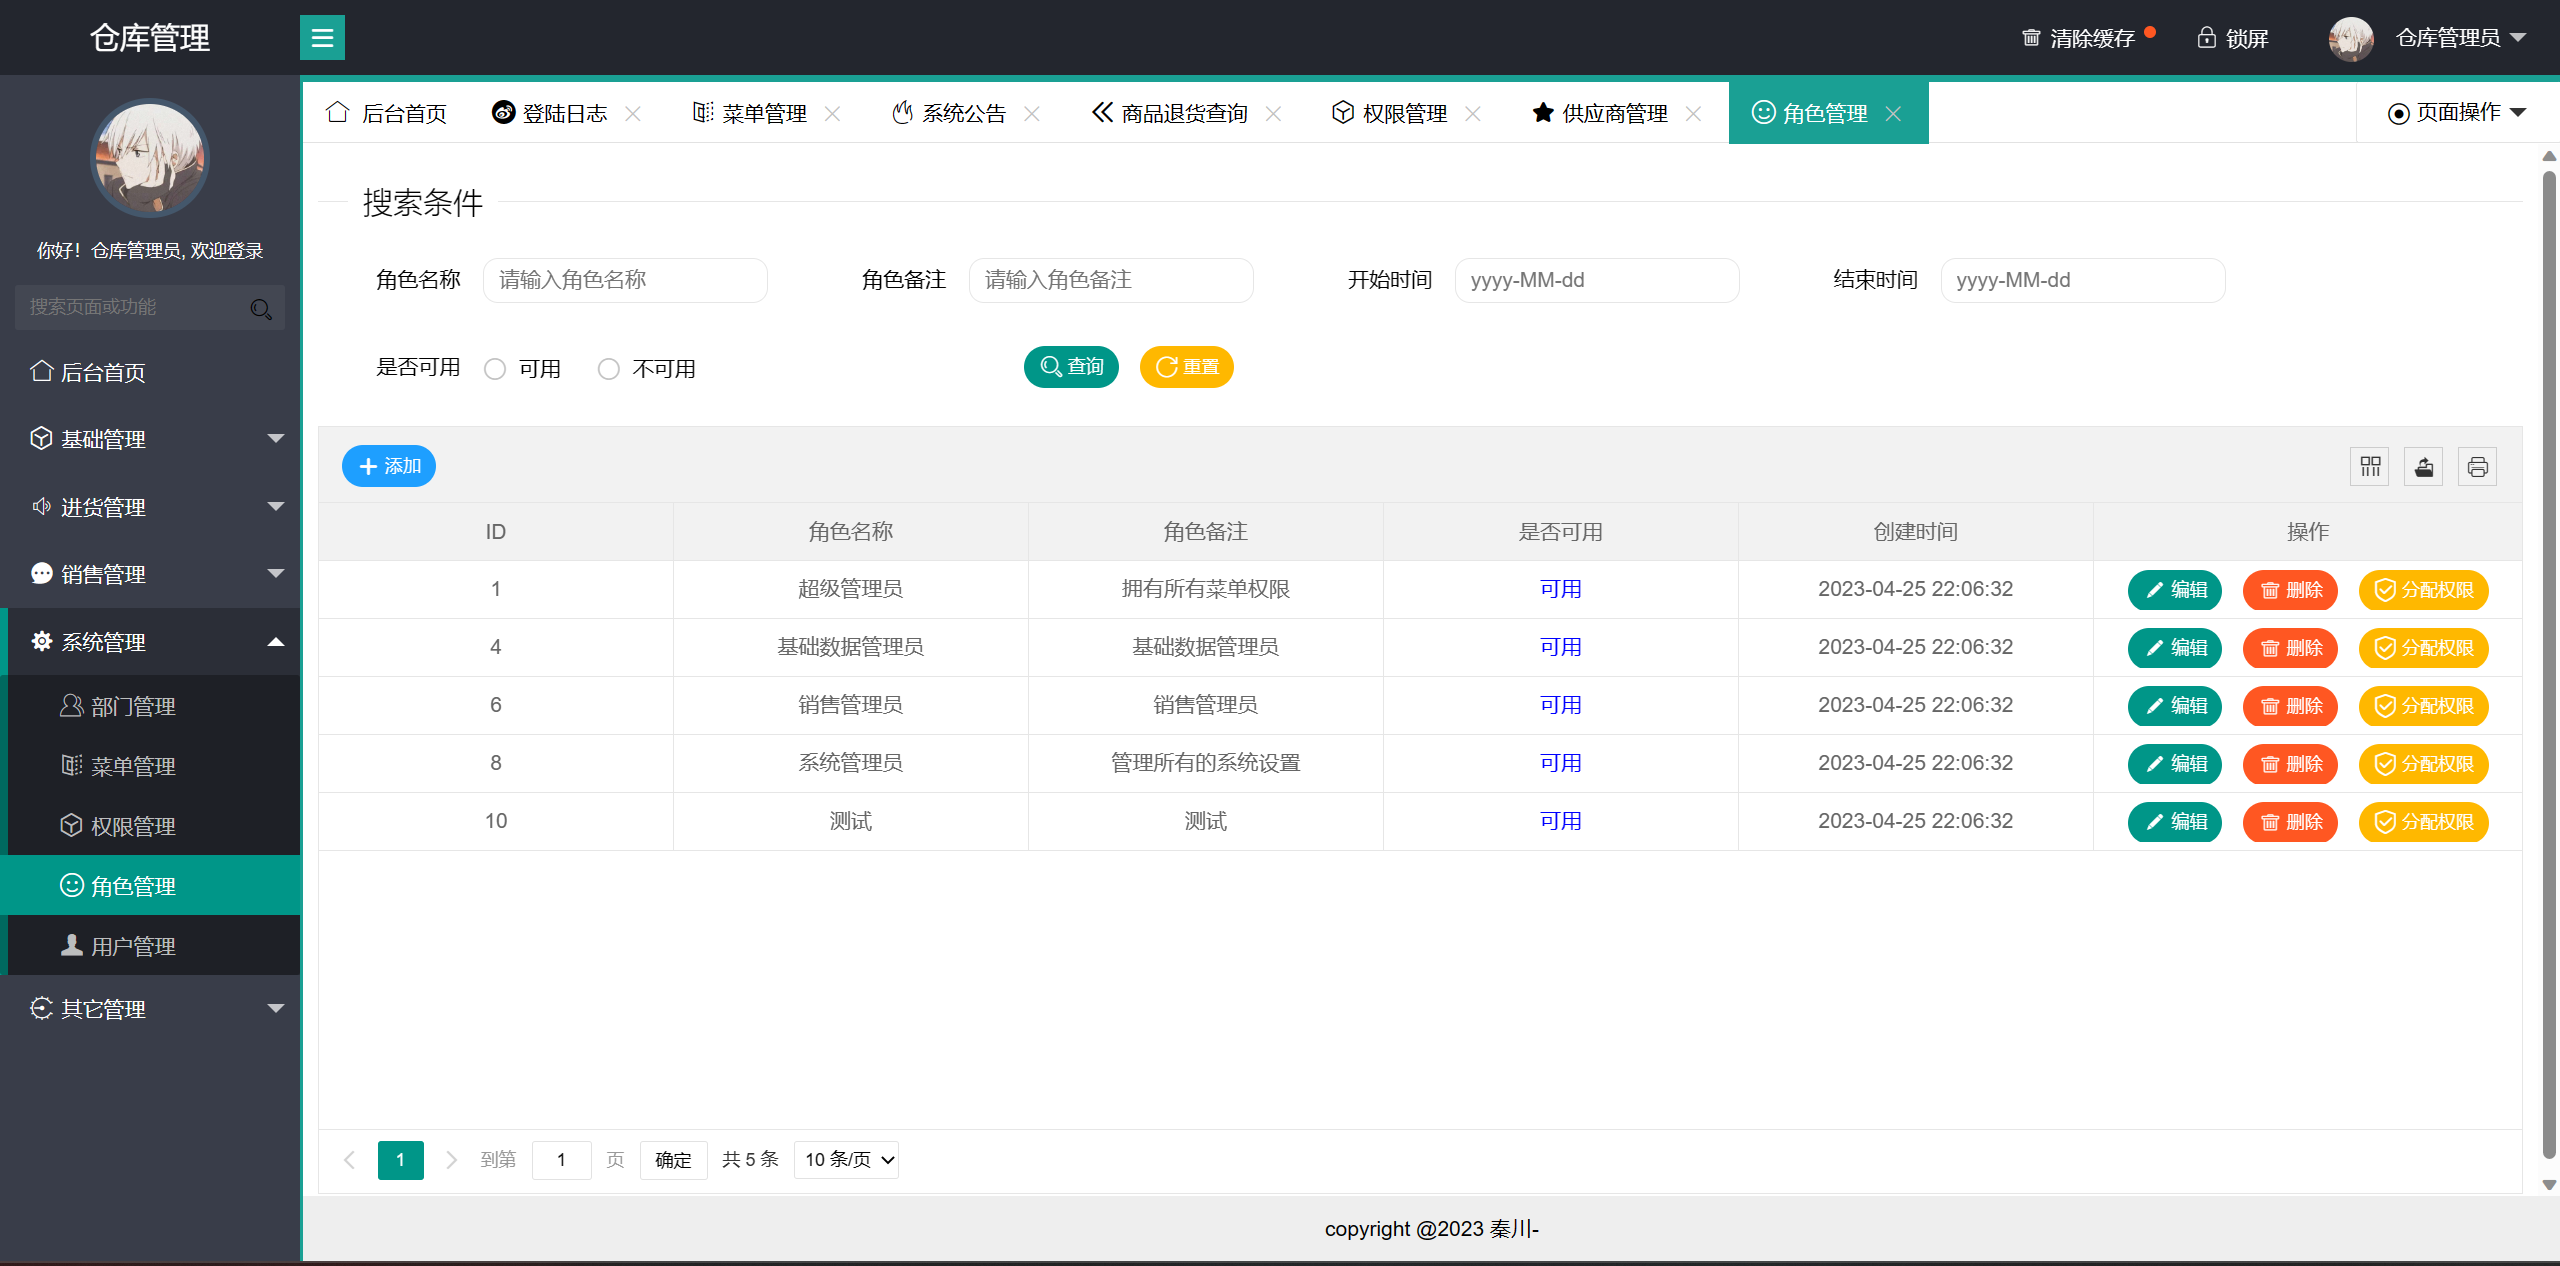 仓库管理
清除缓存
锁屏
仓库管理员
你好！仓库管理员, 欢迎登录
搜索页面或功能
后台首页
基础管理
进货管理
销售管理
系统管理
部门管理
菜单管理
权限管理
角色管理
用户管理
其它管理
后台首页 登陆日志 菜单管理 系统公告 商品退货查询 权限管理 供应商管理 角色管理 页面操作
搜索条件
角色名称 请输入角色名称 角色备注 请输入角色备注 开始时间 yyyy-MM-dd 结束时间 yyyy-MM-dd
是否可用 可用 不可用 查询 重置
添加
ID 角色名称 角色备注 是否可用 创建时间 操作
1 超级管理员 拥有所有菜单权限 可用 2023-04-25 22:06:32 编辑 删除 分配权限
4 基础数据管理员 基础数据管理员 可用 2023-04-25 22:06:32 编辑 删除 分配权限
6 销售管理员 销售管理员 可用 2023-04-25 22:06:32 编辑 删除 分配权限
8 系统管理员 管理所有的系统设置 可用 2023-04-25 22:06:32 编辑 删除 分配权限
10 测试 测试 可用 2023-04-25 22:06:32 编辑 删除 分配权限
1 到第 1 页 确定 共 5 条 10 条/页
copyright @2023 秦川-